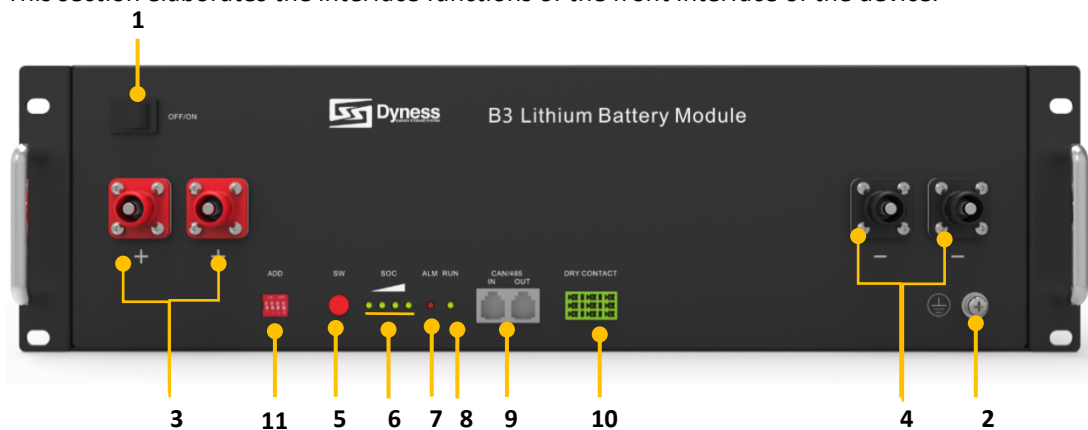 This section elaborates the interface functions of the front interface of the device.
1
OFF/ON
Dyness
B3 Lithium Battery Module
+ + - -
ADD SW SOC ALM RUN CAN/485 DRY CONTACT
IN OUT
3 11 5 6 7 8 9 10 4 2